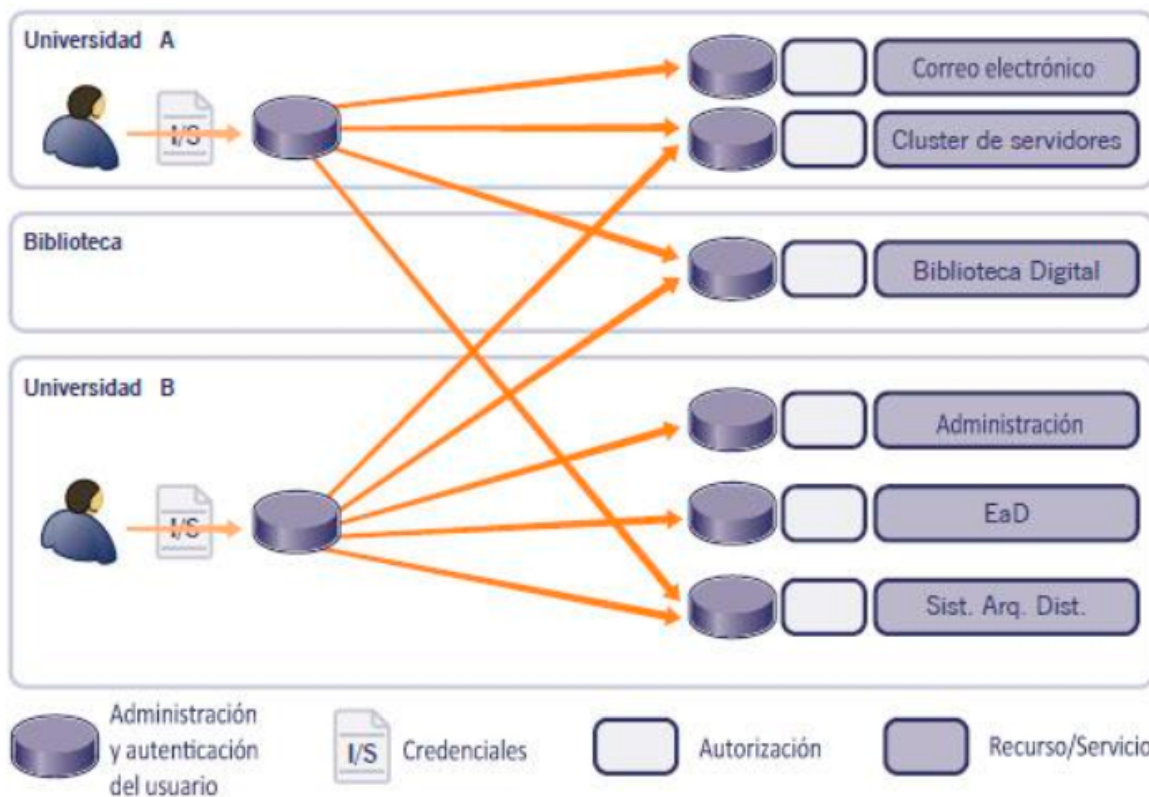 Universidad A
I/S
Correo electrónico
Cluster de servidores
Biblioteca
Biblioteca Digital
Universidad B
I/S
Administración
EaD
Sist. Arq. Dist.
Administración
y autenticación
del usuario
I/S
Credenciales
Autorización
Recurso/Servicio